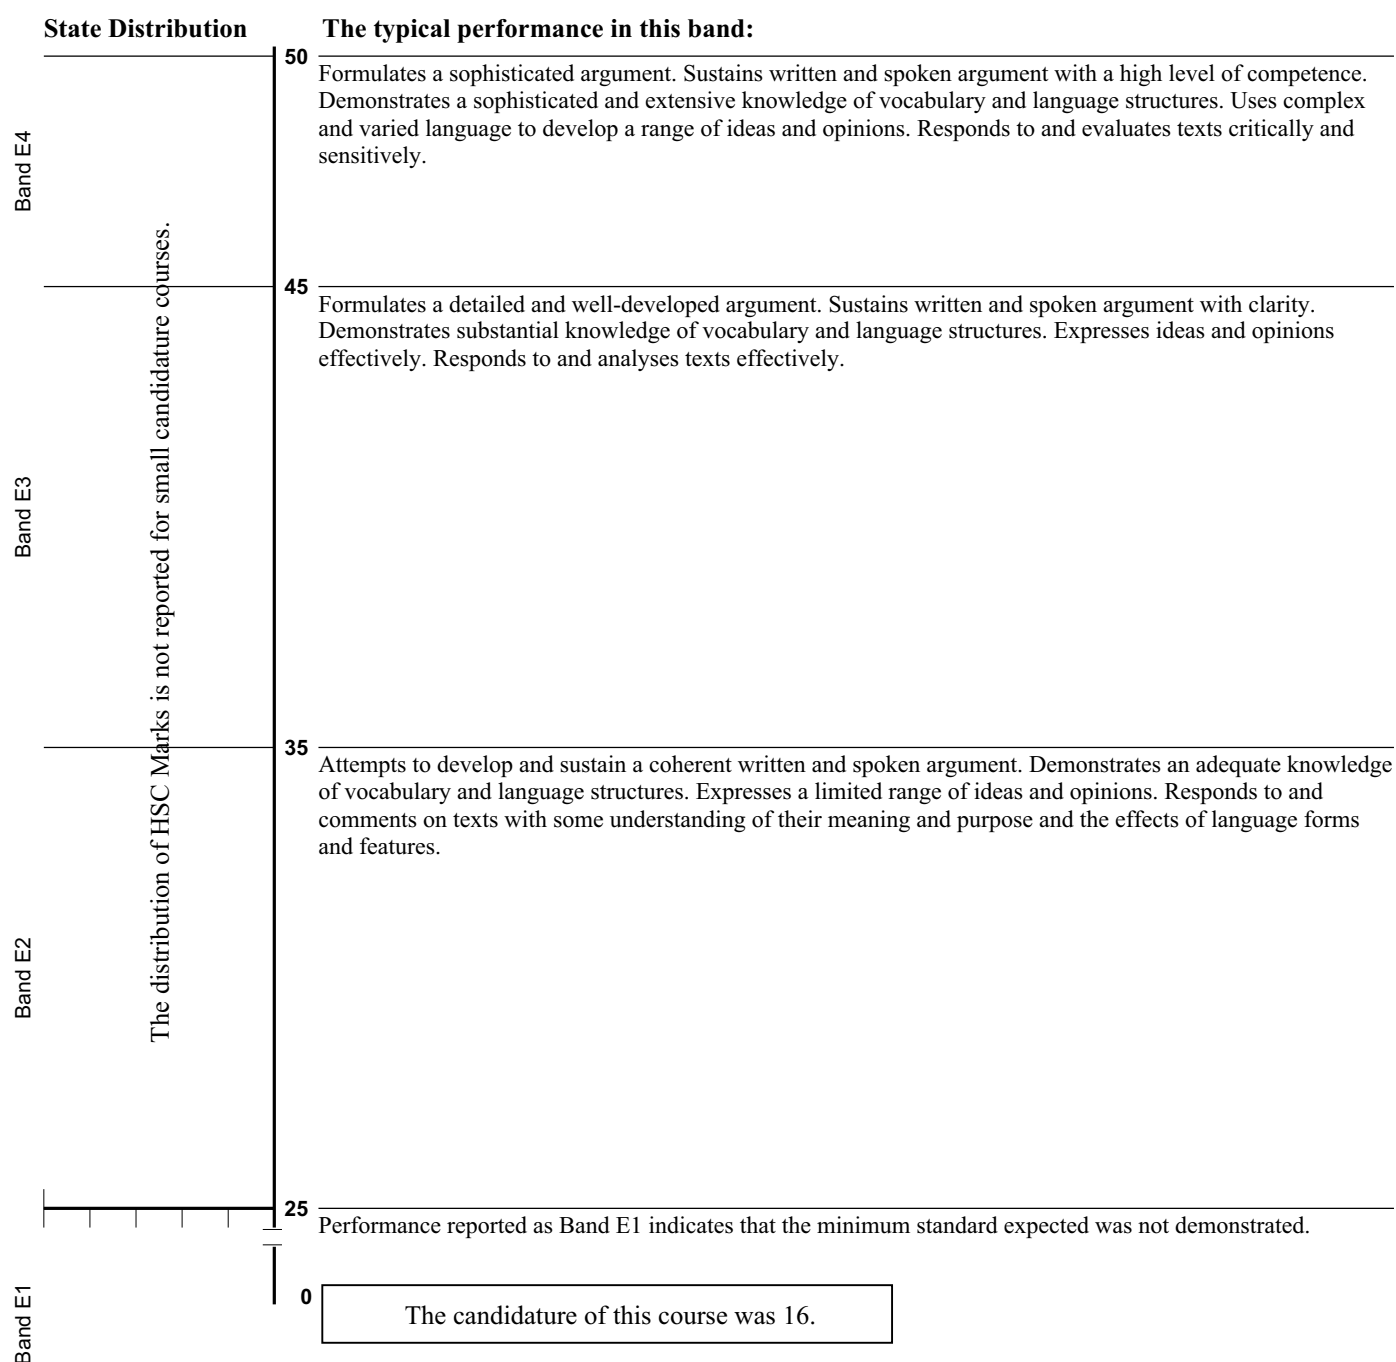 State Distribution
The typical performance in this band:
50
Formulates a sophisticated argument. Sustains written and spoken argument with a high level of competence.
Demonstrates a sophisticated and extensive knowledge of vocabulary and language structures. Uses complex
and varied language to develop a range of ideas and opinions. Responds to and evaluates texts critically and
sensitively.
Band E4
The distribution of HSC Marks is not reported for small candidature courses.
45
Formulates a detailed and well-developed argument. Sustains written and spoken argument with clarity.
Demonstrates substantial knowledge of vocabulary and language structures. Expresses ideas and opinions
effectively. Responds to and analyses texts effectively.
Band E3
35
Attempts to develop and sustain a coherent written and spoken argument. Demonstrates an adequate knowledge
of vocabulary and language structures. Expresses a limited range of ideas and opinions. Responds to and
comments on texts with some understanding of their meaning and purpose and the effects of language forms
and features.
Band E2
25
Performance reported as Band E1 indicates that the minimum standard expected was not demonstrated.
0
The candidature of this course was 16.
Band E1